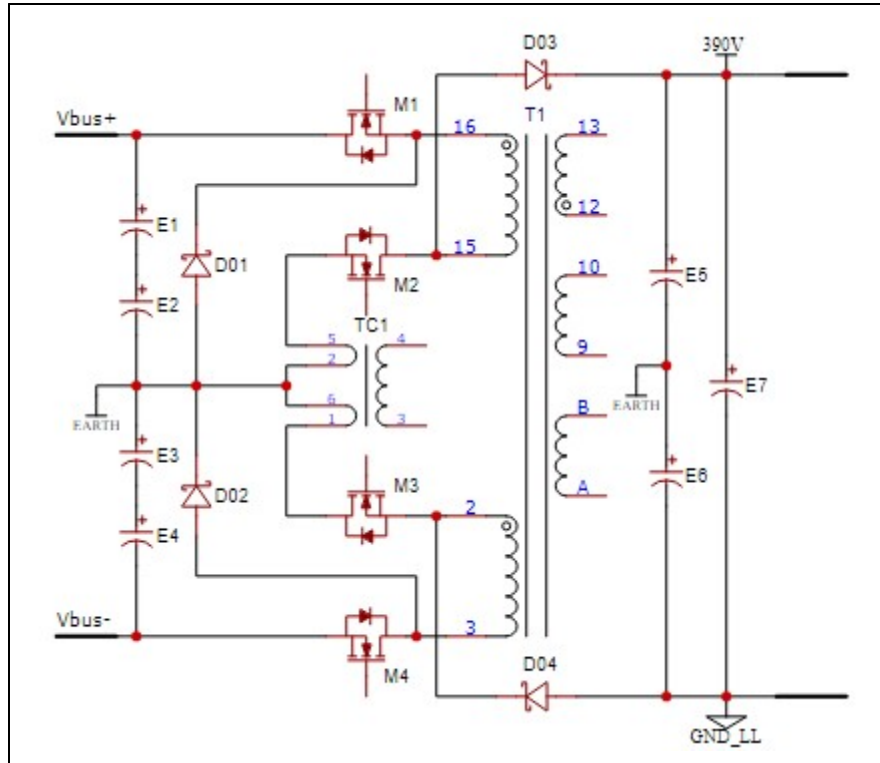 D03
390V
Vbus+
M1
16
T1
13
E1
12
D01
15
M2
E2
10
E5
TC1
5
4
2
9
EARTH
EARTH
E7
6
B
1
3
E3
M3
E6
D02
A
2
E4
Vbus-
3
D04
M4
GND_LL